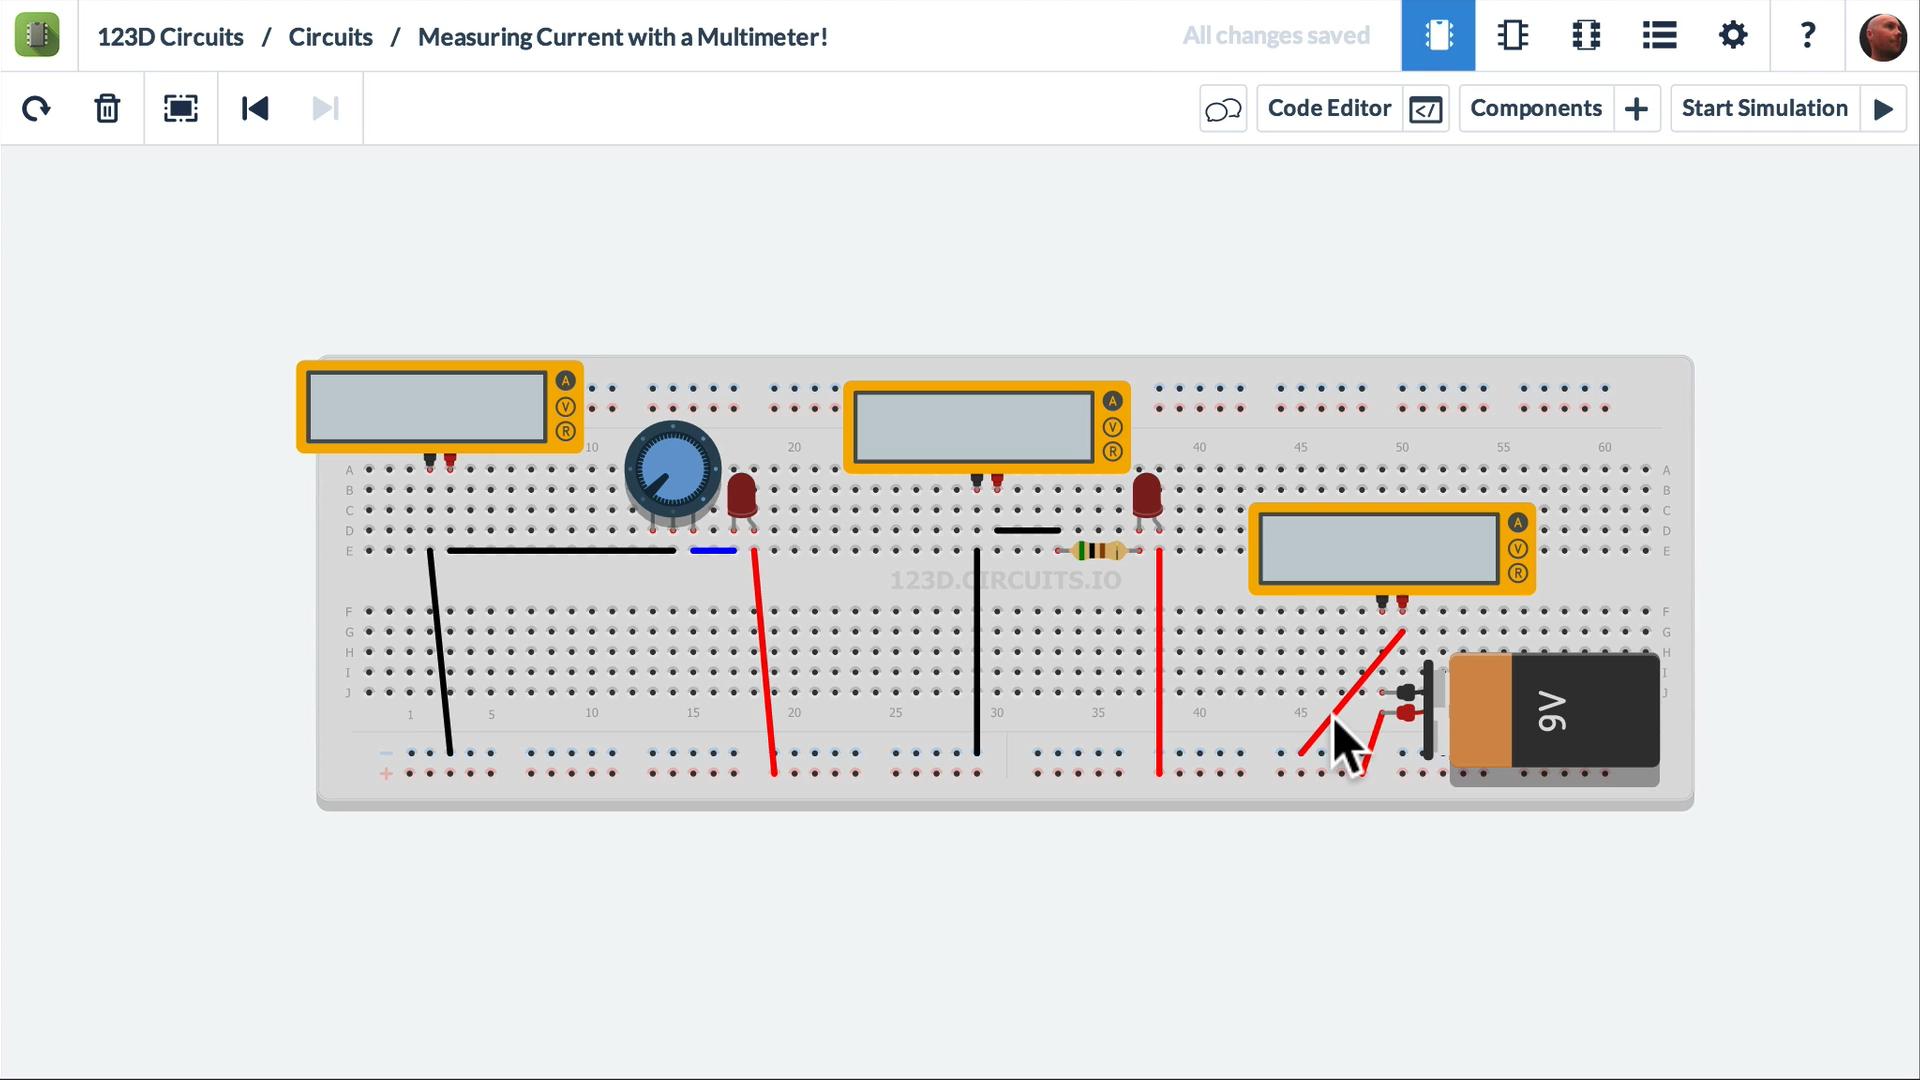 123D Circuits / Circuits / Measuring Current with a Multimeter!
All changes saved
?
Code Editor
</>
Components
+
Start Simulation
A
V
R
A
V
R
10 20 40 45 50 55 60
A A
B B
C C
D D
E E
A
V
R
123D.CIRCUITS.IO
F F
G G
H H
I I
J J
9V
1 5 10 15 20 25 30 35 40 45
−
+